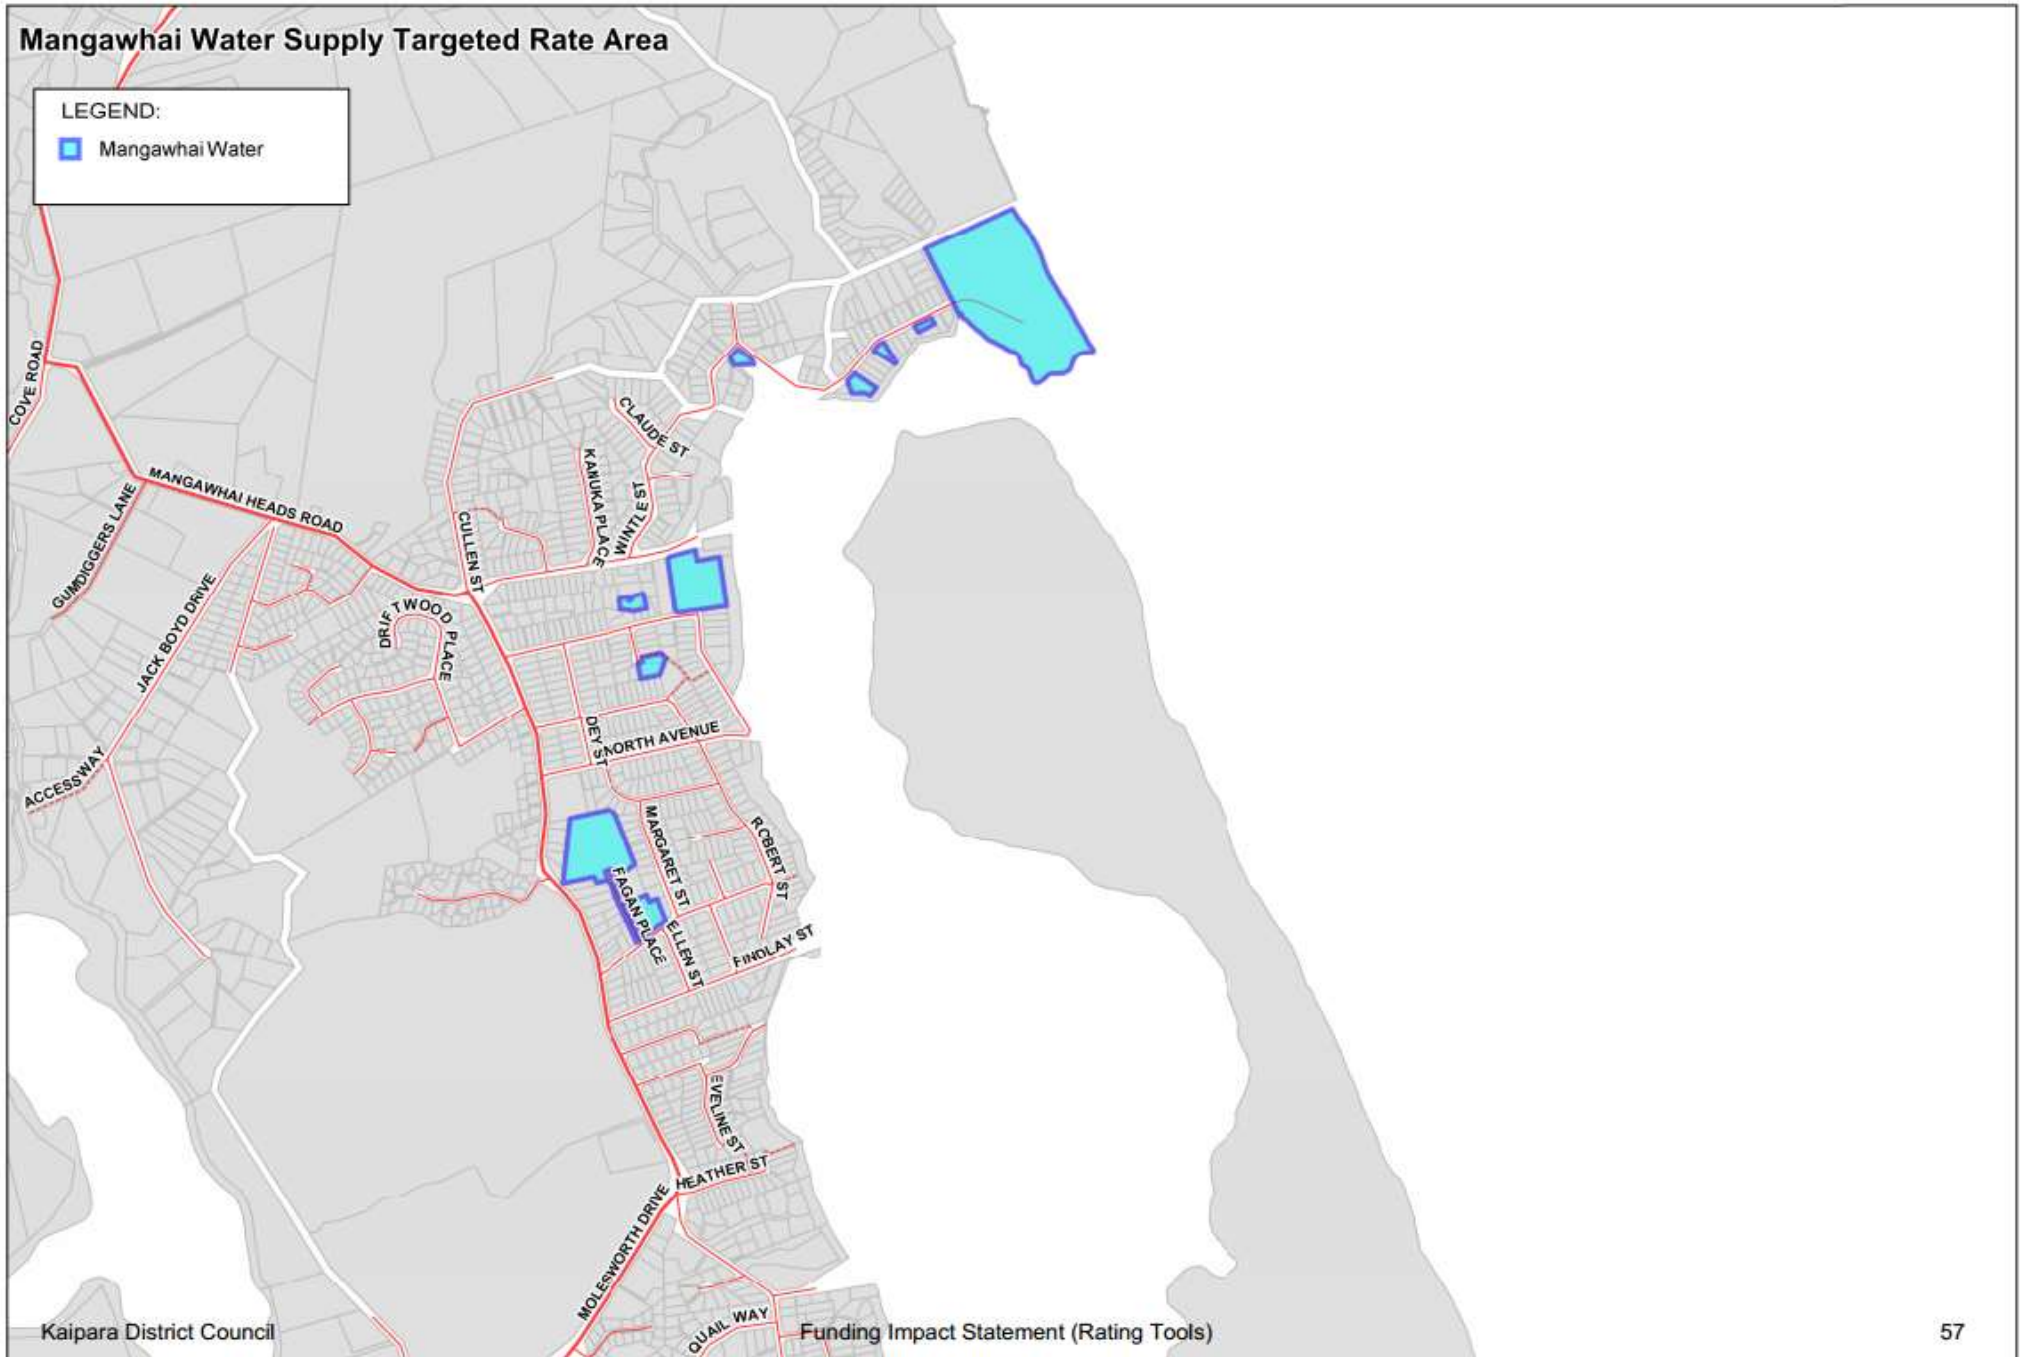 Mangawhai Water Supply Targeted Rate Area
LEGEND:
Mangawhai Water
COVE ROAD
MANGAWHAI HEADS ROAD
GUMDIGGERS LANE
JACK BOYD DRIVE
ACCESSWAY
CULLEN ST
CLAUDE ST
KANUKA PLACE
WINTLE ST
DRIFTWOOD PLACE
DEY ST
NORTH AVENUE
MARGARET ST
ROBERT ST
FAGAN PLACE
ELLEN ST
FINDLAY ST
EVELINE ST
HEATHER ST
MOLESWORTH DRIVE
QUAIL WAY
Kaipara District Council
Funding Impact Statement (Rating Tools)
57